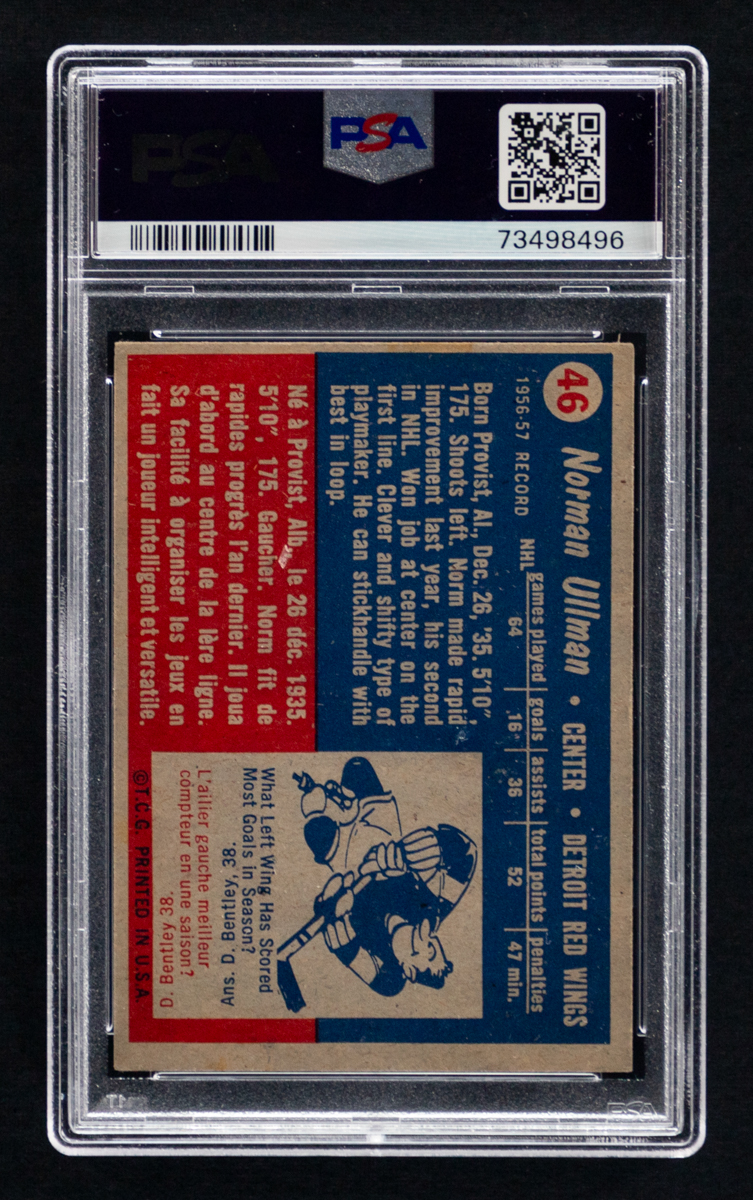 PSA
PSA
73498496
46
Norman Ullman • CENTER • DETROIT RED WINGS
1956-57 RECORD
games played | goals | assists | total points | penalties
NHL 64 16 36 52 47 min.
Born Provist, Al., Dec. 26, '35. 5'10",
175. Shoots left. Norm made rapid
improvement last year, his second
in NHL. Won job at center on the
first line. Clever and shifty type of
playmaker. He can stickhandle with
best in loop.
Né à Provist, Alb., le 26 déc. 1935.
5'10", 175. Gaucher. Norm fit de
rapides progrès l'an dernier. Il joua
d'abord au centre de la 1ère ligne.
Sa facilité à organiser les jeux en
fait un joueur intelligent et versatile.
What Left Wing Has Scored
Most Goals in Season?
Ans. D. Bentley, 38.
L'ailier gauche meilleur
compteur en une saison?
D. Bentley 38.
©T.C.G. PRINTED IN U.S.A.
PSA